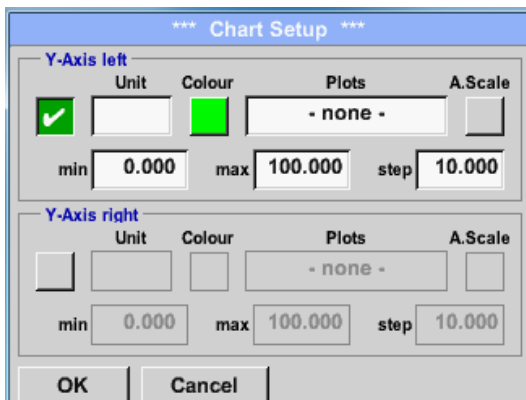 *** Chart Setup ***
Y-Axis left
Unit Colour Plots A.Scale
- none -
min 0.000 max 100.000 step 10.000
Y-Axis right
Unit Colour Plots A.Scale
- none -
min 0.000 max 100.000 step 10.000
OK Cancel